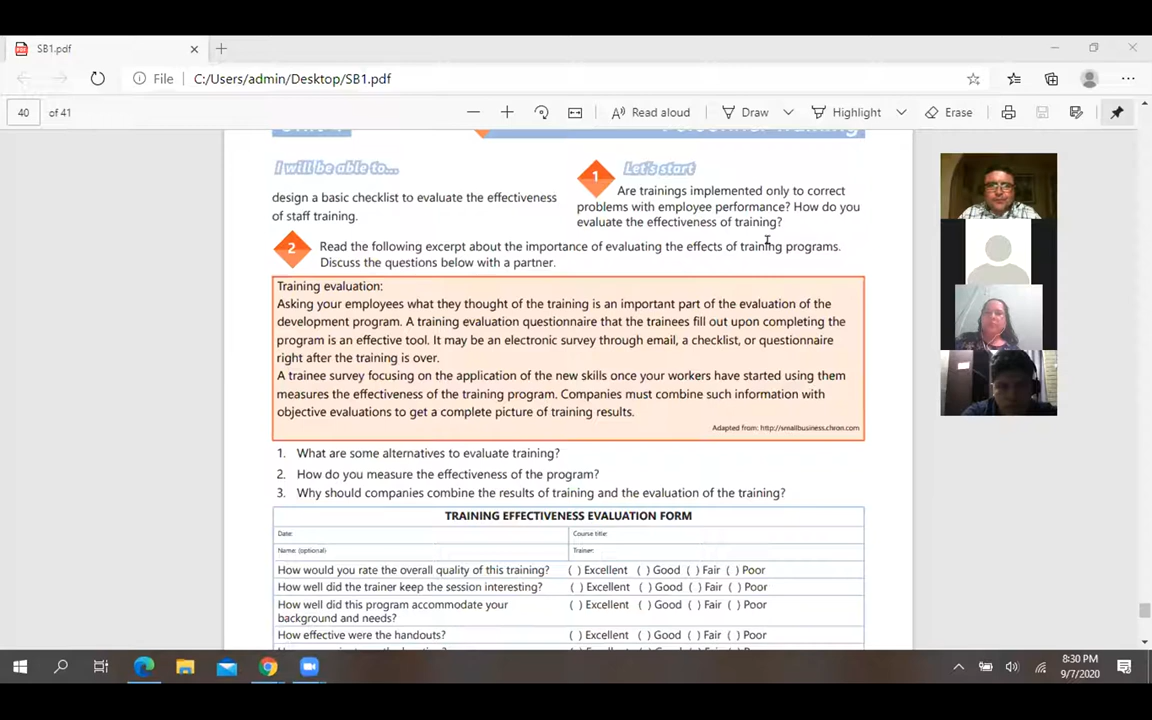 SB1.pdf
File
C:/Users/admin/Desktop/SB1.pdf
40
of 41
Read aloud
Draw
Highlight
Erase
Personnel Training
I will be able to...
design a basic checklist to evaluate the effectiveness
of staff training.
1
Let's start
Are trainings implemented only to correct
problems with employee performance? How do you
evaluate the effectiveness of training?
2
Read the following excerpt about the importance of evaluating the effects of training programs.
Discuss the questions below with a partner.
Training evaluation:
Asking your employees what they thought of the training is an important part of the evaluation of the
development program. A training evaluation questionnaire that the trainees fill out upon completing the
program is an effective tool. It may be an electronic survey through email, a checklist, or questionnaire
right after the training is over.
A trainee survey focusing on the application of the new skills once your workers have started using them
measures the effectiveness of the training program. Companies must combine such information with
objective evaluations to get a complete picture of training results.
Adapted from: http://smallbusiness.chron.com
1. What are some alternatives to evaluate training?
2. How do you measure the effectiveness of the program?
3. Why should companies combine the results of training and the evaluation of the training?
TRAINING EFFECTIVENESS EVALUATION FORM
Date: Course title:
Name: (optional) Trainer:
How would you rate the overall quality of this training? ( ) Excellent ( ) Good ( ) Fair ( ) Poor
How well did the trainer keep the session interesting? ( ) Excellent ( ) Good ( ) Fair ( ) Poor
How well did this program accommodate your ( ) Excellent ( ) Good ( ) Fair ( ) Poor
background and needs?
How effective were the handouts? ( ) Excellent ( ) Good ( ) Fair ( ) Poor
8:30 PM
9/7/2020